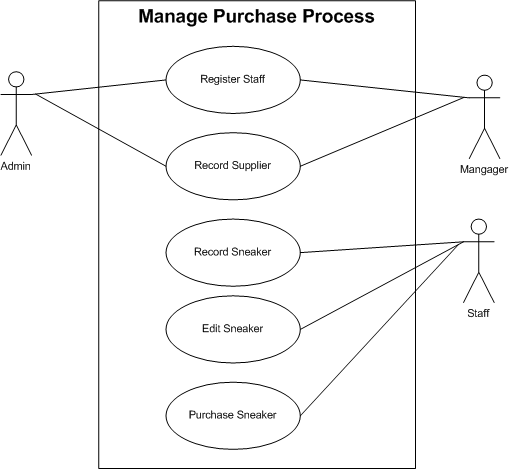 Manage Purchase Process
Register Staff
Admin
Record Supplier
Mangager
Record Sneaker
Staff
Edit Sneaker
Purchase Sneaker